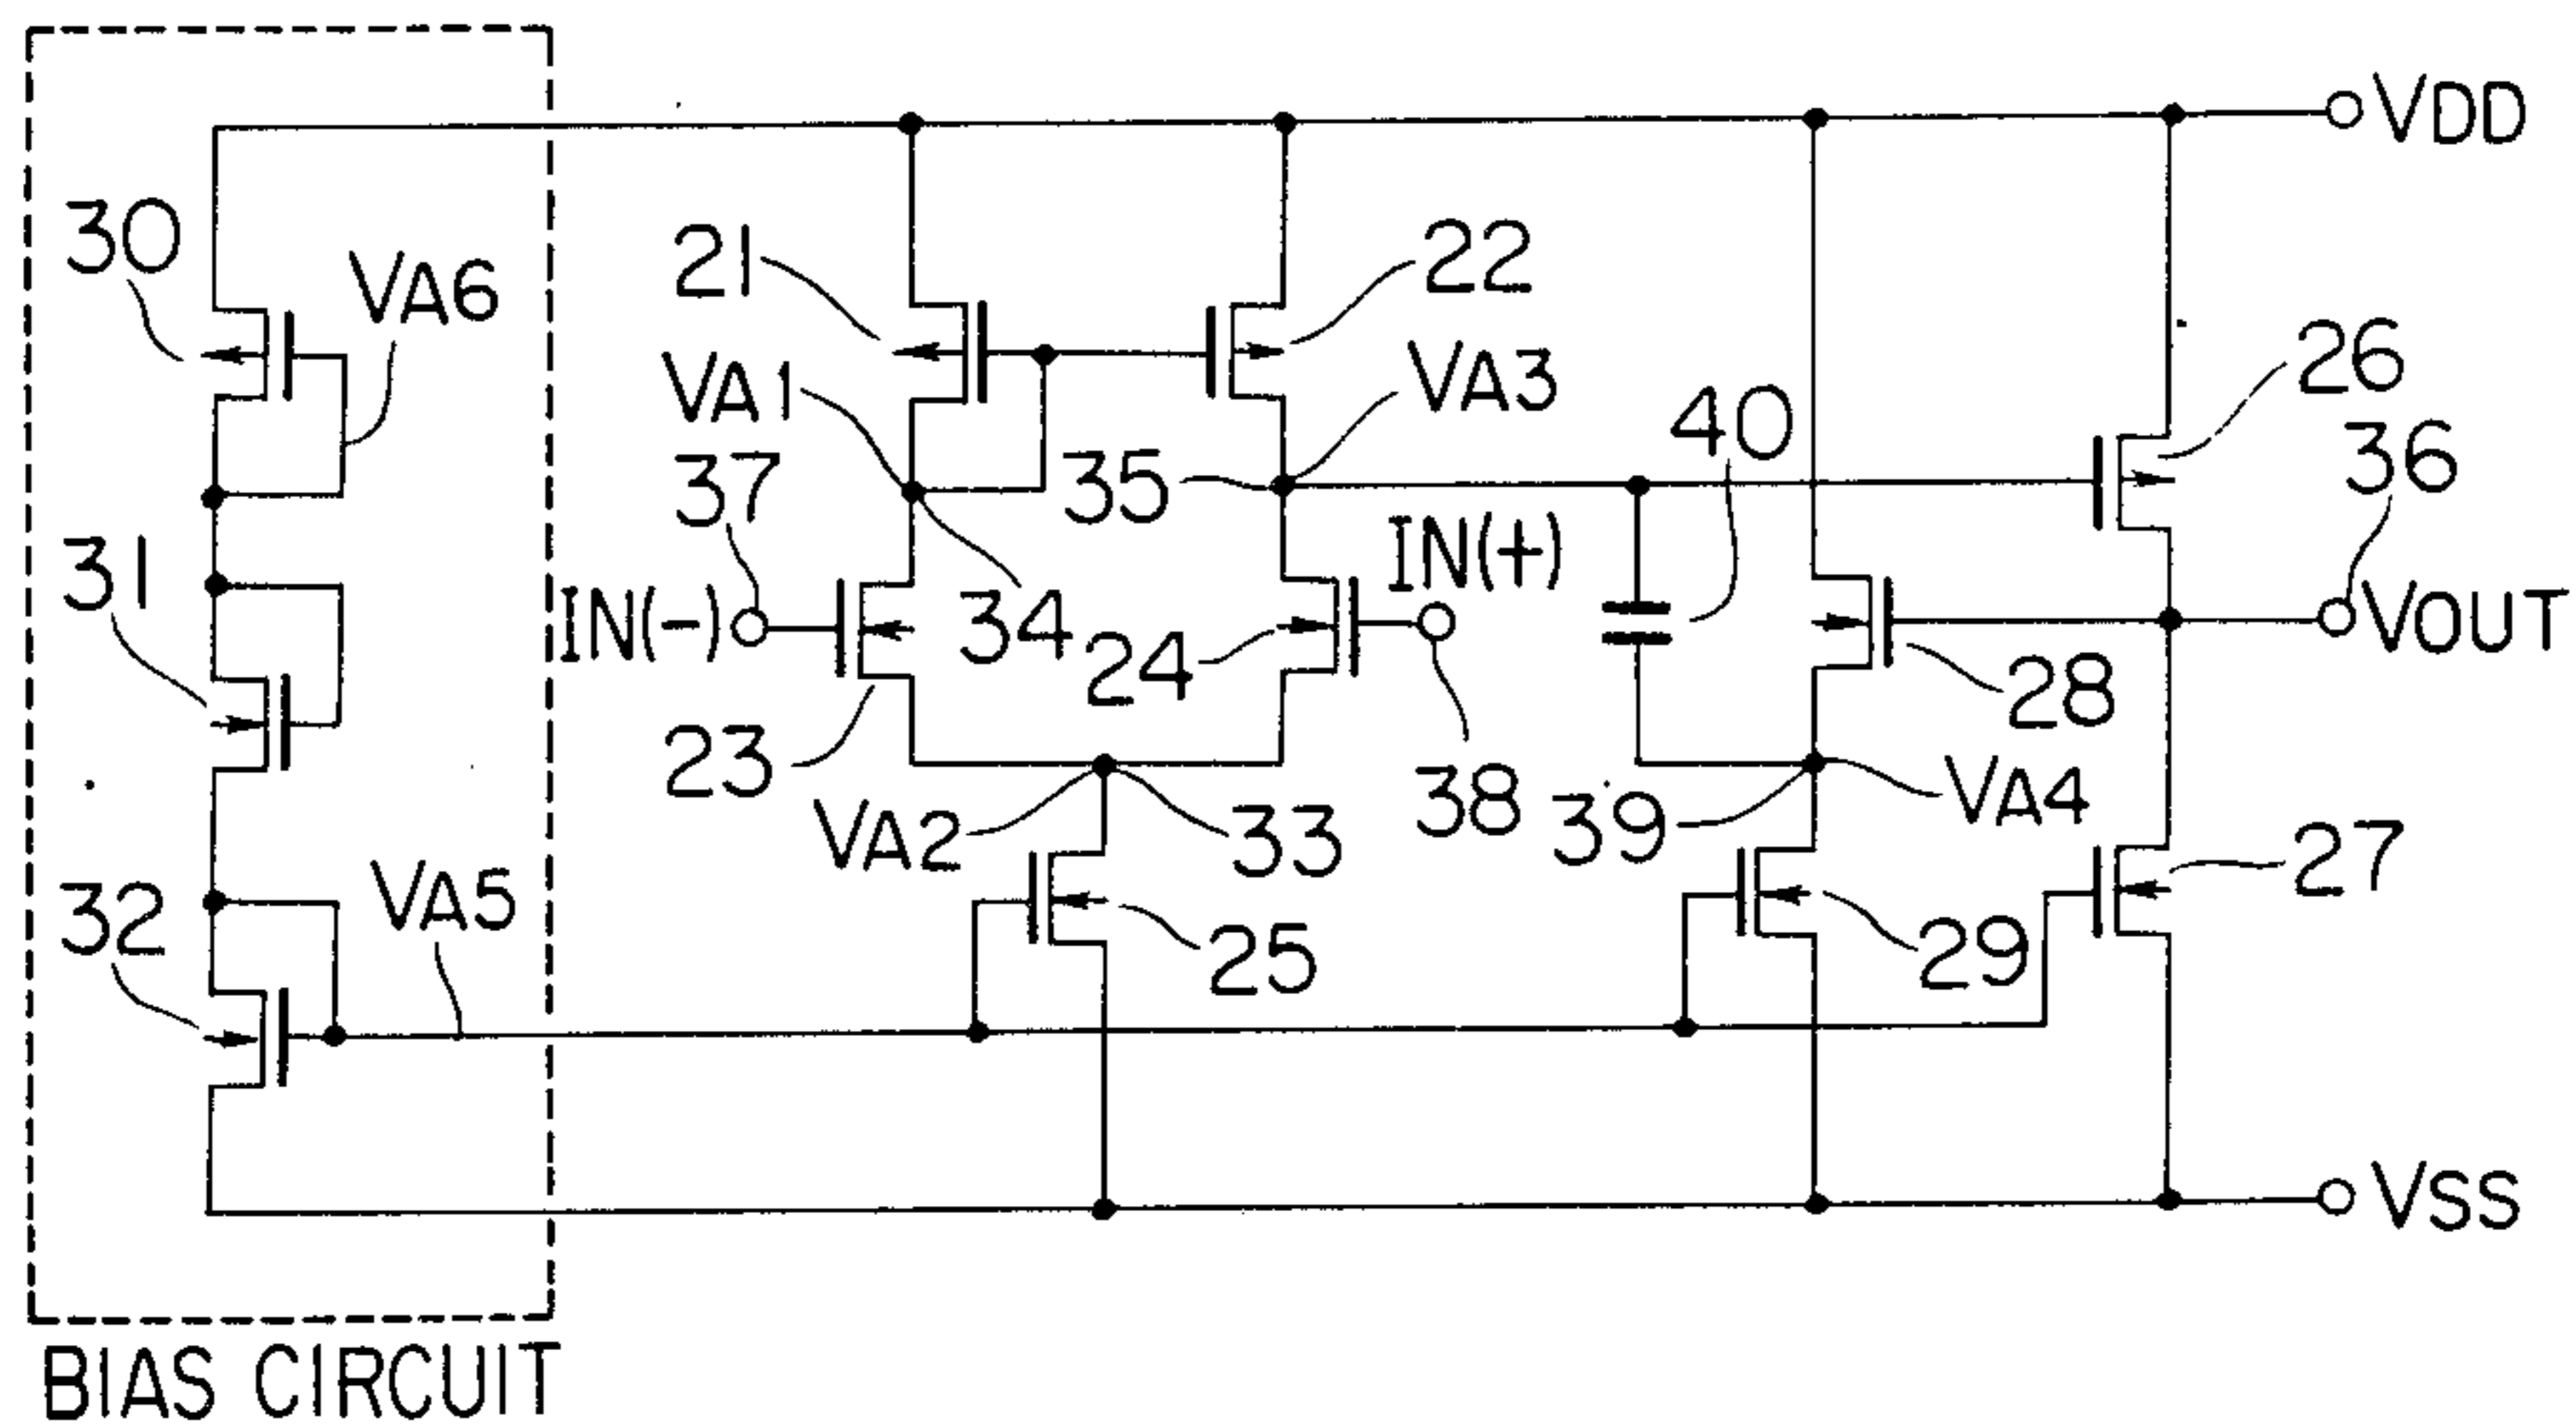 VDD
30
VA6
21
22
VA1
VA3
26
40
36
37
35
IN(+)
31
IN(-)
34
24
VOUT
28
23
38
VA2
33
39
VA4
27
32
VA5
25
29
VSS
BIAS CIRCUIT